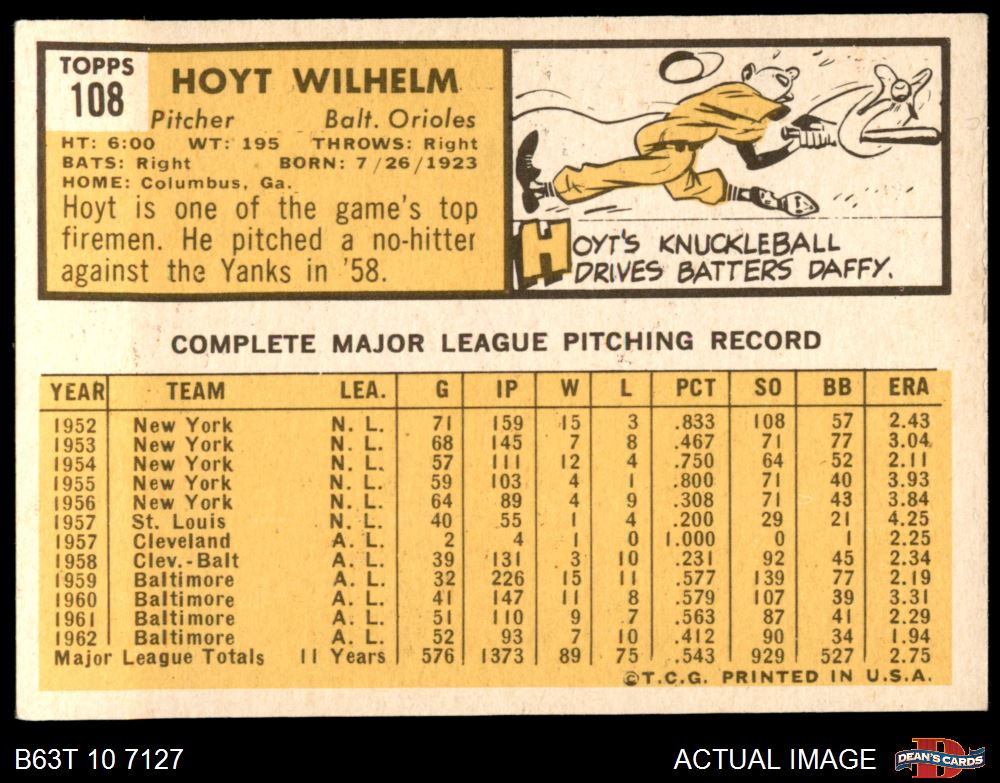 TOPPS
108
HOYT WILHELM
Pitcher Balt. Orioles
HT: 6:00 WT: 195 THROWS: Right
BATS: Right BORN: 7/26/1923
HOME: Columbus, Ga.
Hoyt is one of the game's top
firemen. He pitched a no-hitter
against the Yanks in '58.
HOYT'S KNUCKLEBALL
DRIVES BATTERS DAFFY.
COMPLETE MAJOR LEAGUE PITCHING RECORD
YEAR TEAM LEA. G IP W L PCT SO BB ERA
1952 New York N. L. 71 159 15 3 .833 108 57 2.43
1953 New York N. L. 68 145 7 8 .467 71 77 3.04
1954 New York N. L. 57 111 12 4 .750 64 52 2.11
1955 New York N. L. 59 103 4 1 .800 71 40 3.93
1956 New York N. L. 64 89 4 9 .308 71 43 3.84
1957 St. Louis N. L. 40 55 1 4 .200 29 21 4.25
1957 Cleveland A. L. 2 4 1 0 1.000 0 1 2.25
1958 Clev.-Balt A. L. 39 131 3 10 .231 92 45 2.34
1959 Baltimore A. L. 32 226 15 11 .577 139 77 2.19
1960 Baltimore A. L. 41 147 11 8 .579 107 39 3.31
1961 Baltimore A. L. 51 110 9 7 .563 87 41 2.29
1962 Baltimore A. L. 52 93 7 10 .412 90 34 1.94
Major League Totals 11 Years 576 1373 89 75 .543 929 527 2.75
©T.C.G. PRINTED IN U.S.A.
B63T 10 7127 ACTUAL IMAGE DEAN'S CARDS